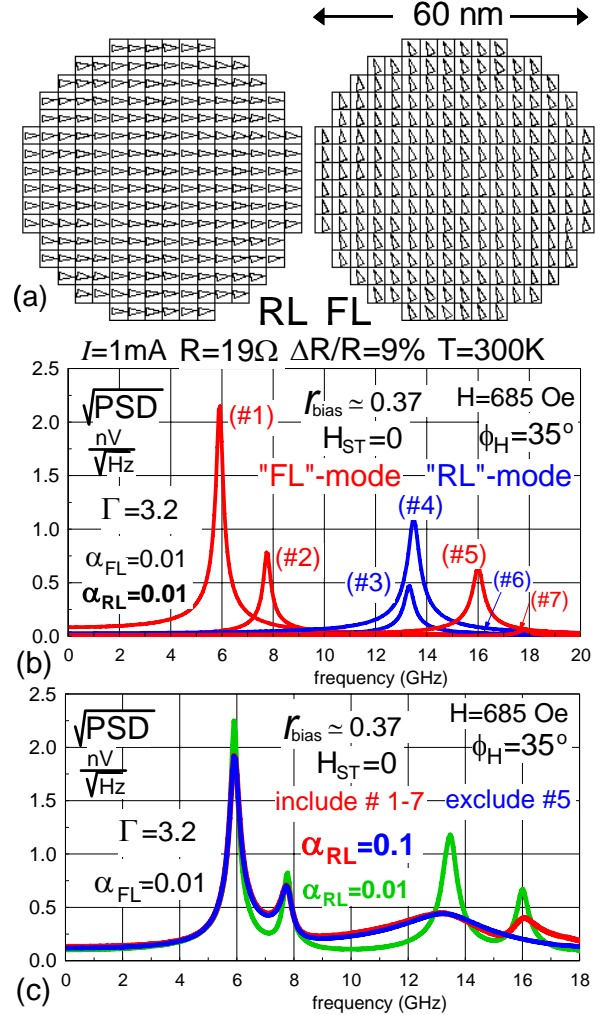 60 nm
(a)
RL FL
I=1mA R=19Ω ΔR/R=9% T=300K
2.5
2.0
1.5
1.0
0.5
0.0
√PSD
nV
√Hz
Γ=3.2
α_FL=0.01
α_RL=0.01
r_bias ≃ 0.37
H_ST=0
H=685 Oe
ϕ_H=35°
"FL"-mode "RL"-mode
(#1)
(#2)
(#3)
(#4)
(#5)
(#6)
(#7)
0 2 4 6 8 10 12 14 16 18 20
(b)
frequency (GHz)
2.5
2.0
1.5
1.0
0.5
0.0
√PSD
nV
√Hz
Γ=3.2
α_FL=0.01
r_bias ≃ 0.37
H_ST=0
H=685 Oe
ϕ_H=35°
include # 1-7 exclude #5
α_RL=0.1
α_RL=0.01
0 2 4 6 8 10 12 14 16 18
(c)
frequency (GHz)